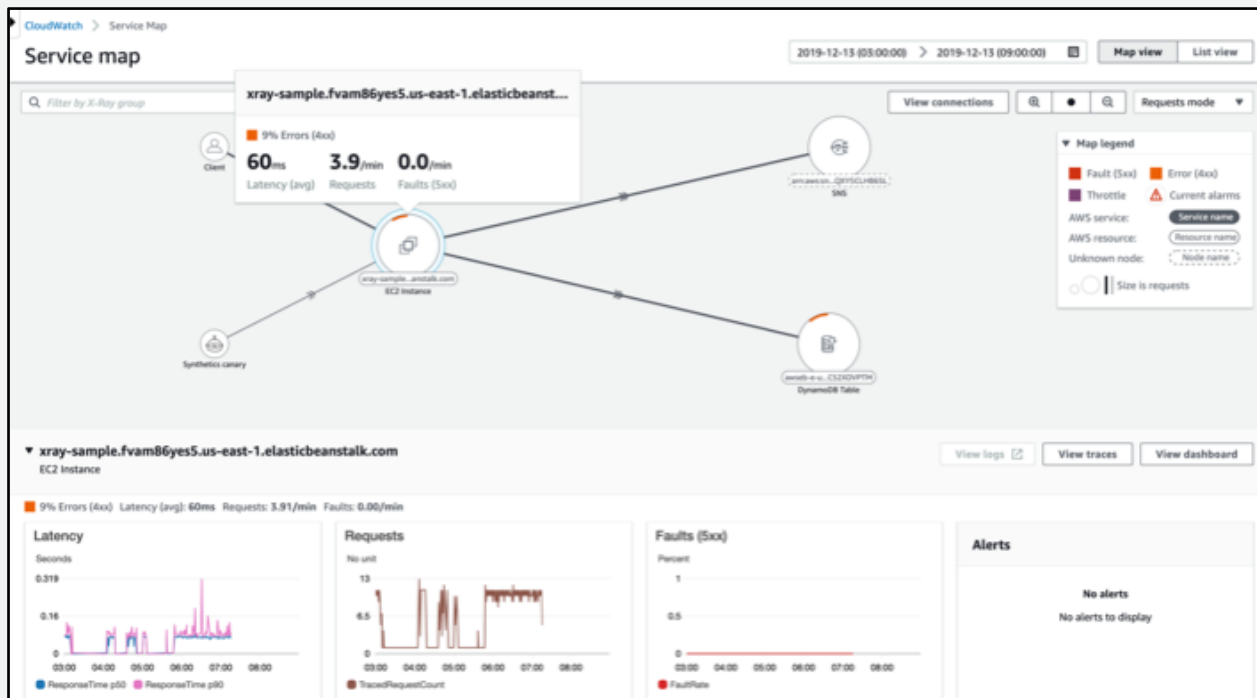 CloudWatch > Service Map
Service map
2019-12-13 (03:00:00) > 2019-12-13 (09:00:00)
Map view
List view
Filter by X-Ray group
View connections
Requests mode
xray-sample.fvam86yes5.us-east-1.elasticbeanst...
9% Errors (4xx)
60ms 3.9/min 0.0/min
Latency (avg) Requests Faults (5xx)
Client
SNS
xray-sample...anstalk.com
EC2 Instance
Synthetics canary
DynamoDB Table
Map legend
Fault (5xx) Error (4xx)
Throttle Current alarms
AWS service: Service name
AWS resource: Resource name
Unknown node: Node name
Size is requests
xray-sample.fvam86yes5.us-east-1.elasticbeanstalk.com
EC2 Instance
View logs
View traces
View dashboard
9% Errors (4xx) Latency (avg): 60ms Requests: 3.91/min Faults: 0.00/min
Latency
Seconds
0.319
0.16
0
03:00 04:00 05:00 06:00 07:00 08:00
ResponseTime p50 ResponseTime p90
Requests
No unit
13
6.5
0
03:00 04:00 05:00 06:00 07:00 08:00
TracedRequestCount
Faults (5xx)
Percent
1
0.5
0
03:00 04:00 05:00 06:00 07:00 08:00
FaultRate
Alerts
No alerts
No alerts to display